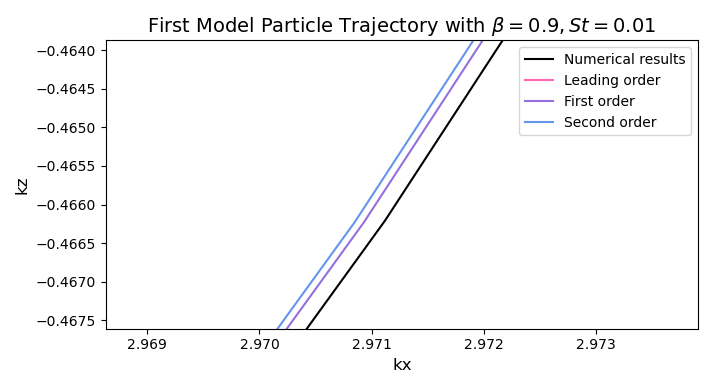 First Model Particle Trajectory with β = 0.9, St = 0.01
−0.4640
−0.4645
−0.4650
−0.4655
−0.4660
−0.4665
−0.4670
−0.4675
kz
Numerical results
Leading order
First order
Second order
2.969 2.970 2.971 2.972 2.973
kx